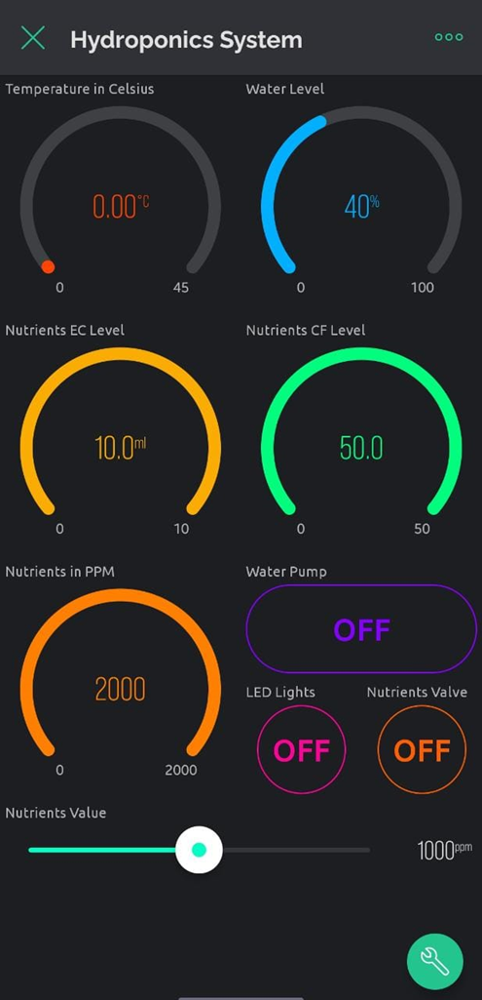 Hydroponics System
Temperature in Celsius
0.00°C
0 45
Water Level
40%
0 100
Nutrients EC Level
10.0ml
0 10
Nutrients CF Level
50.0
0 50
Nutrients in PPM
2000
0 2000
Water Pump
OFF
LED Lights
OFF
Nutrients Valve
OFF
Nutrients Value
1000ppm